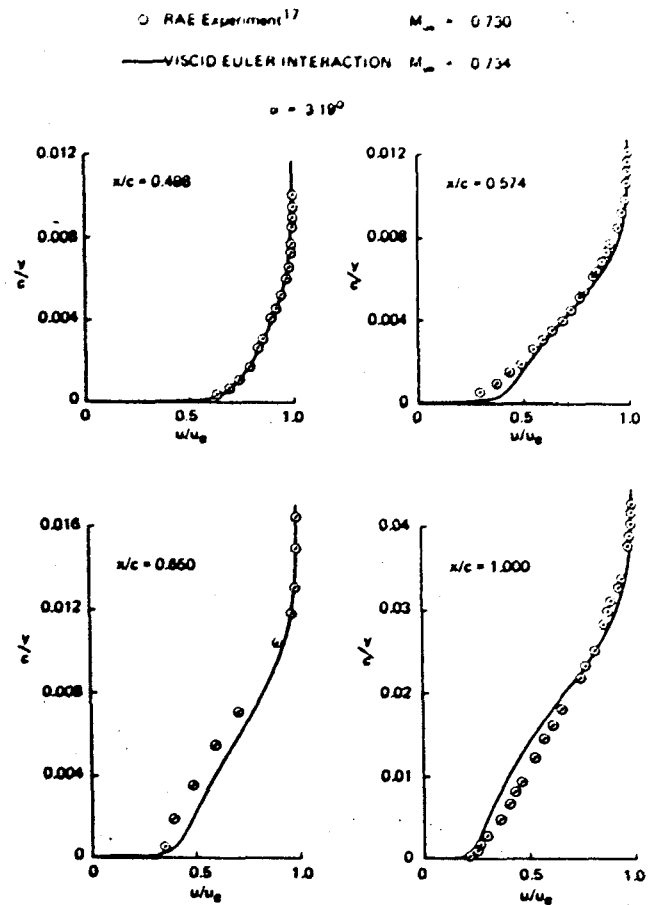 RAE Experiment17 M∞ = 0.730
VISCID EULER INTERACTION M∞ = 0.734
α = 3.19°
0.012
0.008
0.004
0
x/c = 0.498
0 0.5 1.0
u/ue
0.012
0.008
0.004
0
x/c = 0.574
0 0.5 1.0
u/ue
0.016
0.012
0.008
0.004
0
x/c = 0.650
0 0.5 1.0
u/ue
0.04
0.03
0.02
0.01
0
x/c = 1.000
0 0.5 1.0
u/ue